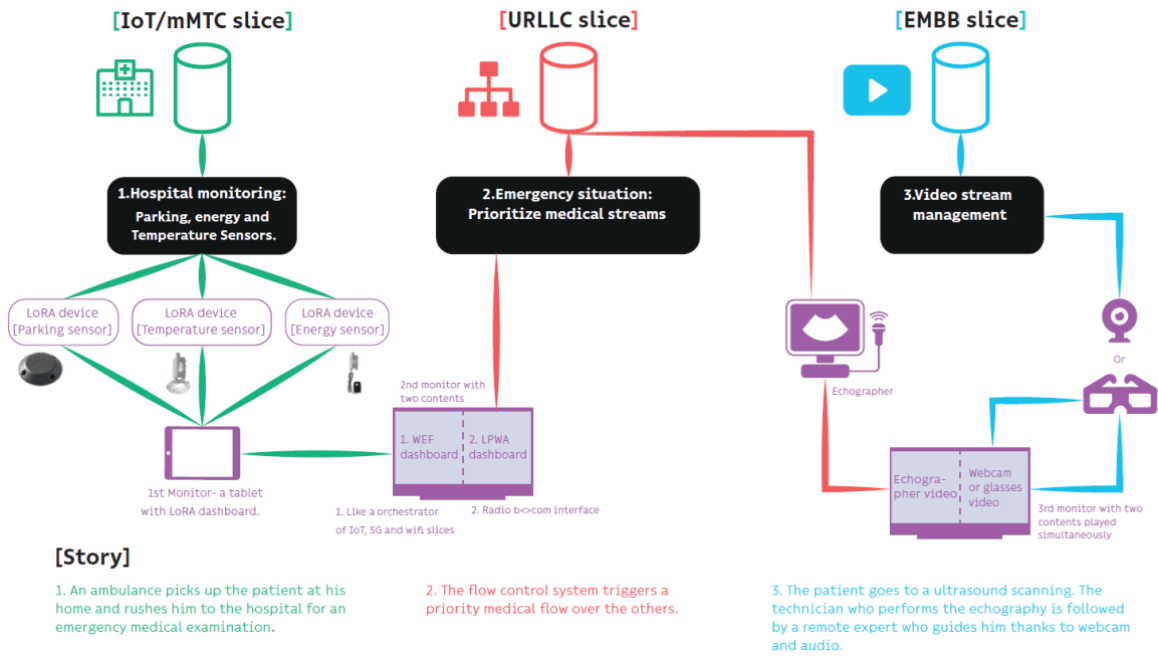 [IoT/mMTC slice]
[URLLC slice]
[EMBB slice]
1.Hospital monitoring:
Parking, energy and
Temperature Sensors.
2.Emergency situation:
Prioritize medical streams
3.Video stream
management
LoRA device
[Parking sensor]
LoRA device
[Temperature sensor]
LoRA device
[Energy sensor]
Echographer
Or
2nd monitor with
two contents
1. WEF
dashboard
2. LPWA
dashboard
1st Monitor- a tablet
with LoRA dashboard.
1. Like a orchestrator
of IoT, 5G and wifi slices
2. Radio b<>com interface
Echogra-
pher video
Webcam
or glasses
video
3rd monitor with two
contents played
simultaneously
[Story]
1. An ambulance picks up the patient at his
home and rushes him to the hospital for an
emergency medical examination.
2. The flow control system triggers a
priority medical flow over the others.
3. The patient goes to a ultrasound scanning. The
technician who performs the echography is followed
by a remote expert who guides him thanks to webcam
and audio.